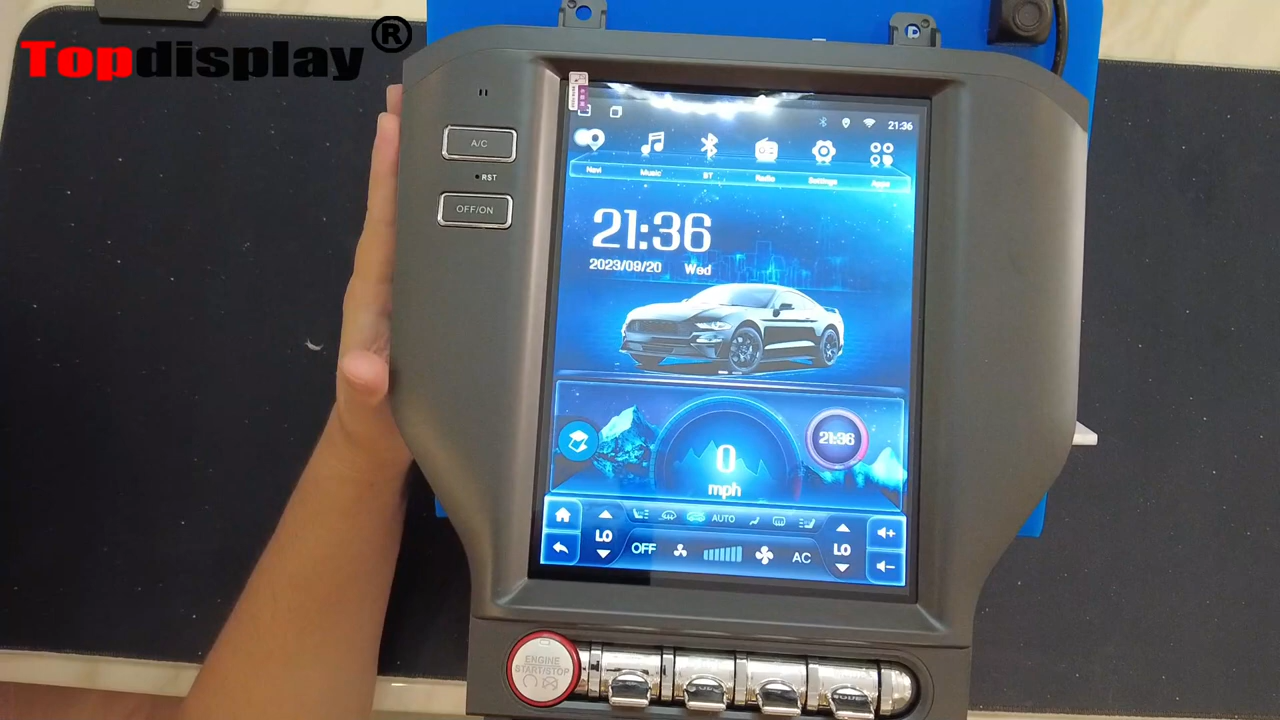 Topdisplay®
A/C
RST
OFF/ON
21:36
Navi
Music
BT
Radio
Settings
Apps
21:36
2023/09/20 Wed
21:36
0
mph
AUTO
LO
OFF
AC
LO
ENGINE
START/STOP